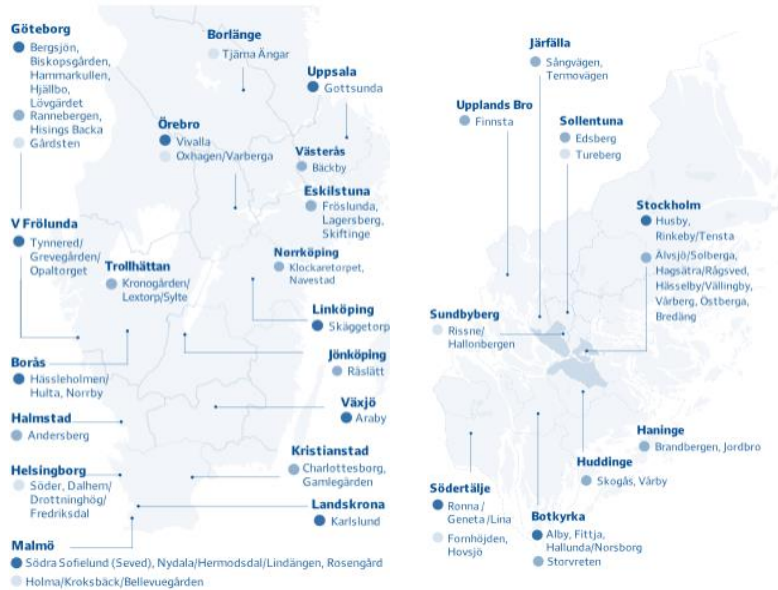 Göteborg
Bergsjön,
Biskopsgården,
Hammarkullen,
Hjällbo,
Lövgärdet
Rannebergen,
Hisings Backa
Gårdsten
Borlänge
Tjärna Ängar
Uppsala
Gottsunda
Örebro
Vivalla
Oxhagen/Varberga
Västerås
Bäckby
Eskilstuna
Fröslunda,
Lagersberg,
Skiftinge
V Frölunda
Tynnered/
Grevegården/
Opaltorget
Trollhättan
Kronogården/
Lextorp/Sylte
Norrköping
Klockaretorpet,
Navestad
Linköping
Skäggetorp
Borås
Hässleholmen/
Hulta, Norrby
Jönköping
Råslätt
Växjö
Araby
Halmstad
Andersberg
Kristianstad
Charlottesborg,
Gamlegården
Helsingborg
Söder, Dalhem/
Drottninghög/
Fredriksdal
Landskrona
Karlslund
Malmö
Södra Sofielund (Seved), Nydala/Hermodsdal/Lindängen, Rosengård
Holma/Kroksbäck/Bellevuegården
Järfälla
Sångvägen,
Termovägen
Upplands Bro
Finnsta
Sollentuna
Edsberg
Tureberg
Stockholm
Husby,
Rinkeby/Tensta
Älvsjö/Solberga,
Hagsätra/Rågsved,
Hässelby/Vällingby,
Vårberg, Östberga,
Bredäng
Sundbyberg
Rissne/
Hallonbergen
Haninge
Brandbergen, Jordbro
Huddinge
Skogås, Vårby
Södertälje
Ronna /
Geneta /Lina
Fornhöjden,
Hovsjö
Botkyrka
Alby, Fittja,
Hallunda/Norsborg
Storvreten